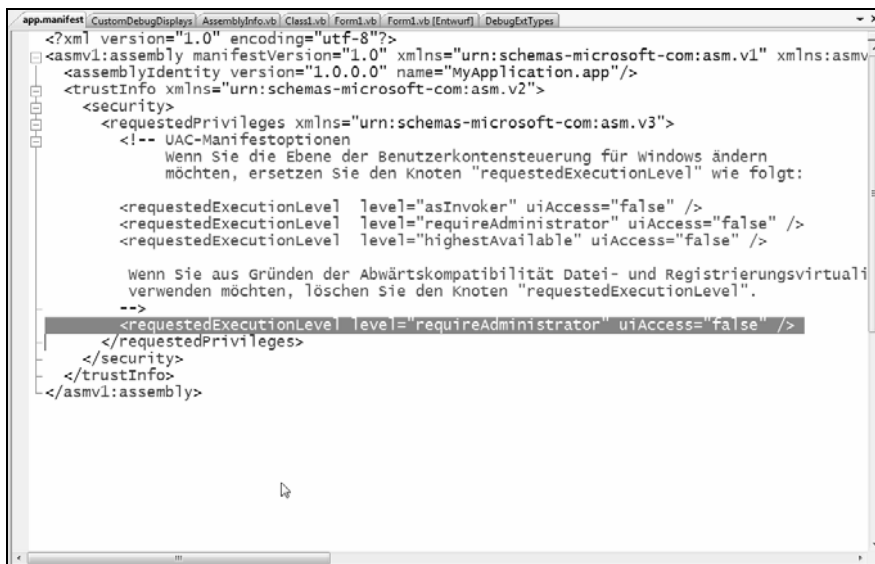 app.manifest CustomDebugDisplays AssemblyInfo.vb Class1.vb Form1.vb Form1.vb [Entwurf] DebugExtTypes
<?xml version="1.0" encoding="utf-8"?>
<asmv1:assembly manifestVersion="1.0" xmlns="urn:schemas-microsoft-com:asm.v1" xmlns:asmv
<assemblyIdentity version="1.0.0.0" name="MyApplication.app"/>
<trustInfo xmlns="urn:schemas-microsoft-com:asm.v2">
<security>
<requestedPrivileges xmlns="urn:schemas-microsoft-com:asm.v3">
<!-- UAC-Manifestoptionen
Wenn Sie die Ebene der Benutzerkontensteuerung für Windows ändern
möchten, ersetzen Sie den Knoten "requestedExecutionLevel" wie folgt:
<requestedExecutionLevel level="asInvoker" uiAccess="false" />
<requestedExecutionLevel level="requireAdministrator" uiAccess="false" />
<requestedExecutionLevel level="highestAvailable" uiAccess="false" />
Wenn Sie aus Gründen der Abwärtskompatibilität Datei- und Registrierungsvirtuali
verwenden möchten, löschen Sie den Knoten "requestedExecutionLevel".
-->
<requestedExecutionLevel level="requireAdministrator" uiAccess="false" />
</requestedPrivileges>
</security>
</trustInfo>
</asmv1:assembly>